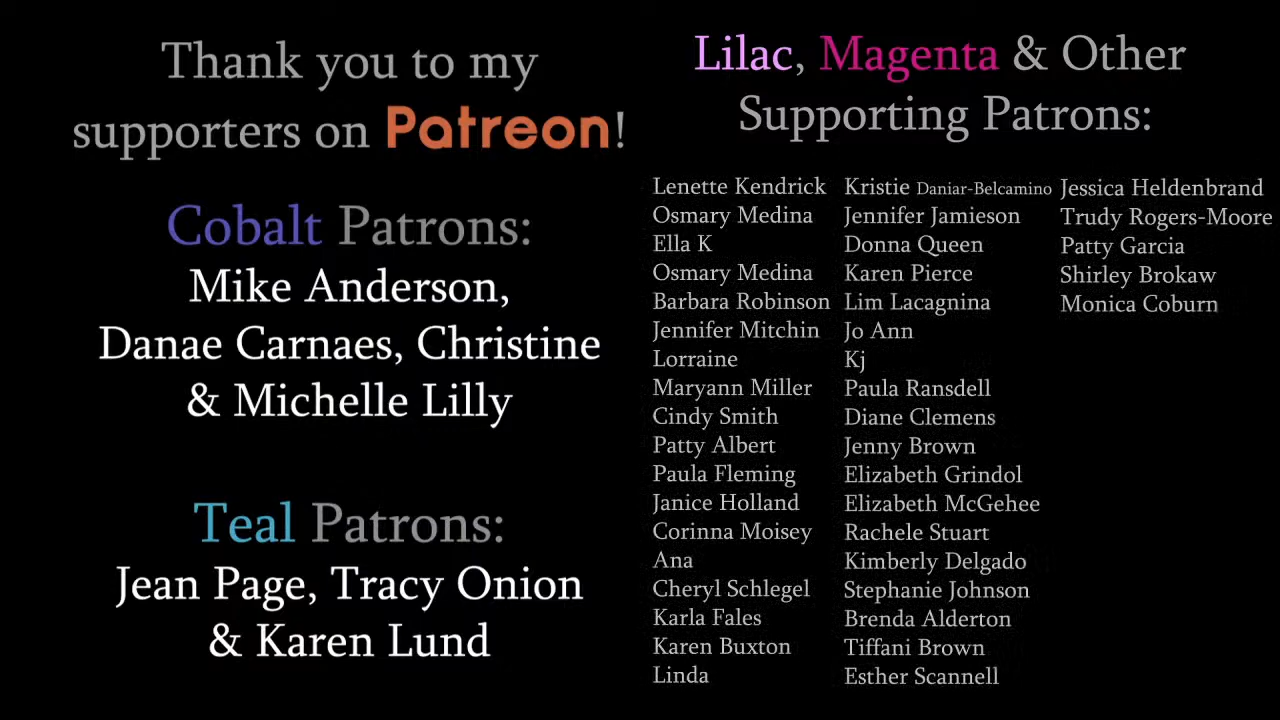 Thank you to my
supporters on Patreon!
Cobalt Patrons:
Mike Anderson,
Danae Carnaes, Christine
& Michelle Lilly
Teal Patrons:
Jean Page, Tracy Onion
& Karen Lund
Lilac, Magenta & Other
Supporting Patrons:
Lenette Kendrick
Osmary Medina
Ella K
Osmary Medina
Barbara Robinson
Jennifer Mitchin
Lorraine
Maryann Miller
Cindy Smith
Patty Albert
Paula Fleming
Janice Holland
Corinna Moisey
Ana
Cheryl Schlegel
Karla Fales
Karen Buxton
Linda
Kristie Daniar-Belcamino
Jennifer Jamieson
Donna Queen
Karen Pierce
Lim Lacagnina
Jo Ann
Kj
Paula Ransdell
Diane Clemens
Jenny Brown
Elizabeth Grindol
Elizabeth McGehee
Rachele Stuart
Kimberly Delgado
Stephanie Johnson
Brenda Alderton
Tiffani Brown
Esther Scannell
Jessica Heldenbrand
Trudy Rogers-Moore
Patty Garcia
Shirley Brokaw
Monica Coburn